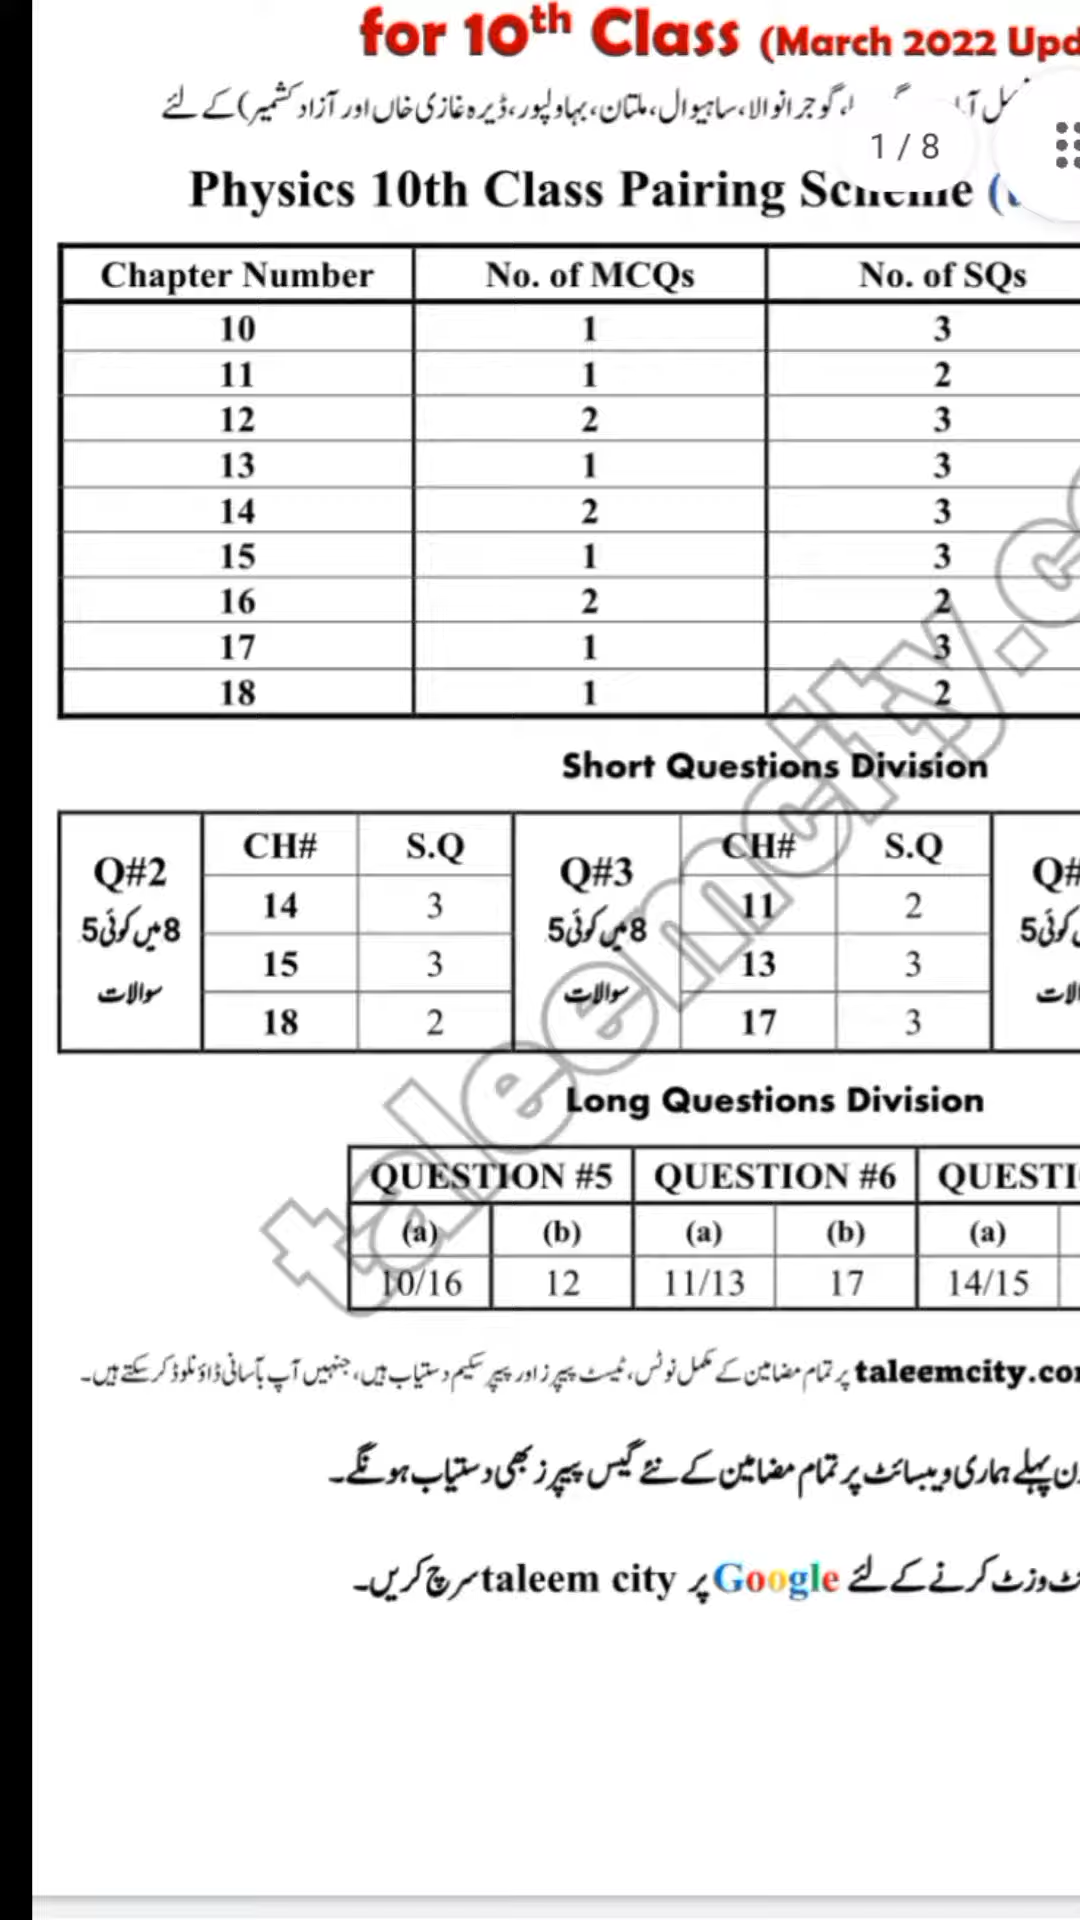 for 10th Class (March 2022 Upd
گوجرانوالا، ساہیوال، ملتان، بہاولپور، ڈیرہ غازی خاں اور آزاد کشمیر) کے لئے
1 / 8
Physics 10th Class Pairing Scheme (
Chapter Number No. of MCQs No. of SQs
10 1 3
11 1 2
12 2 3
13 1 3
14 2 3
15 1 3
16 2 2
17 1 3
18 1 2
Short Questions Division
Q#2 CH# S.Q Q#3 CH# S.Q Q#
8 میں کوئی 5 14 3 8 میں کوئی 5 11 2 کوئی 5
سوالات 15 3 سوالات 13 3
18 2 17 3
Long Questions Division
QUESTION #5 QUESTION #6 QUESTI
(a) (b) (a) (b) (a)
10/16 12 11/13 17 14/15
taleemcity.co پر تمام مضامین کے مکمل نوٹس، ٹیسٹ پیپرز اور پیپر سکیم دستیاب ہیں، جنہیں آپ بآسانی ڈاؤنلوڈ کر سکتے ہیں۔
پہلے ہماری ویبسائٹ پر تمام مضامین کے نئے گیس پیپرز بھی دستیاب ہونگے۔
وزٹ کرنے کے لئے Google پر taleem city سرچ کریں۔
taleemcity.c